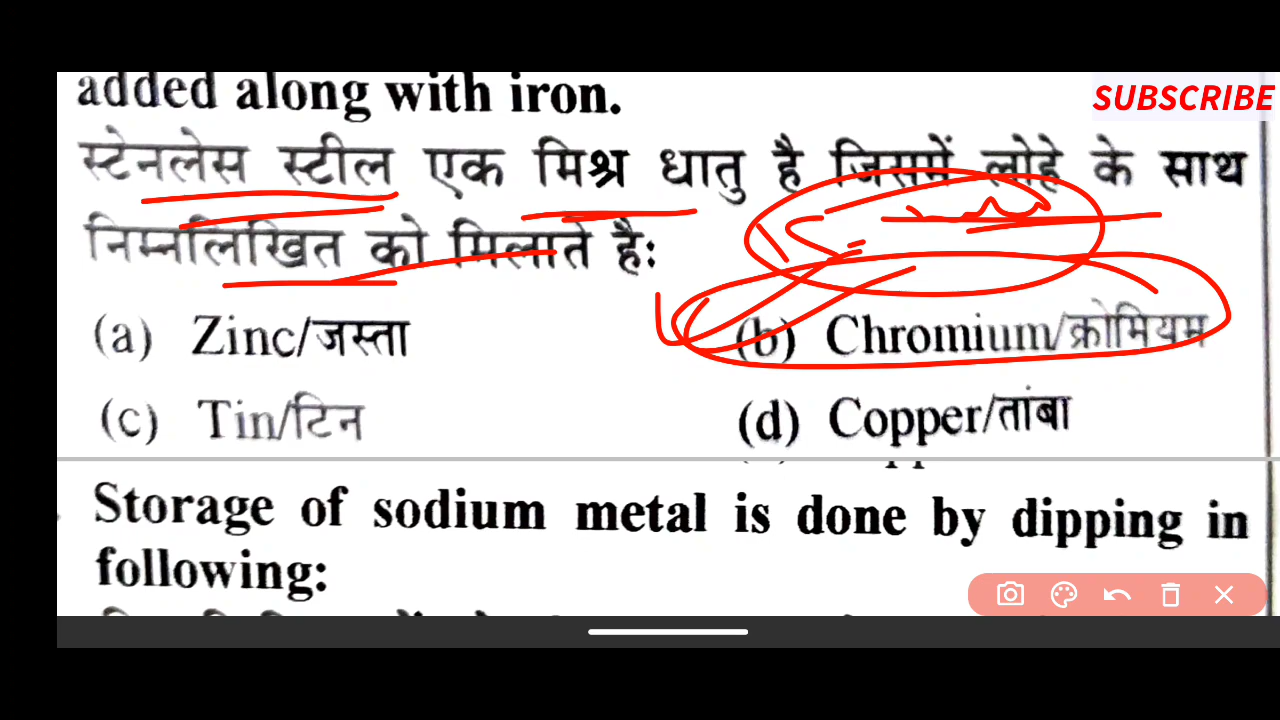 added along with iron.
SUBSCRIBE
स्टेनलेस स्टील एक मिश्र धातु है जिसमें लोहे के साथ
निम्नलिखित को मिलाते है:
(a) Zinc/जस्ता
(b) Chromium/क्रोमियम
(c) Tin/टिन
(d) Copper/तांबा
Storage of sodium metal is done by dipping in
following: